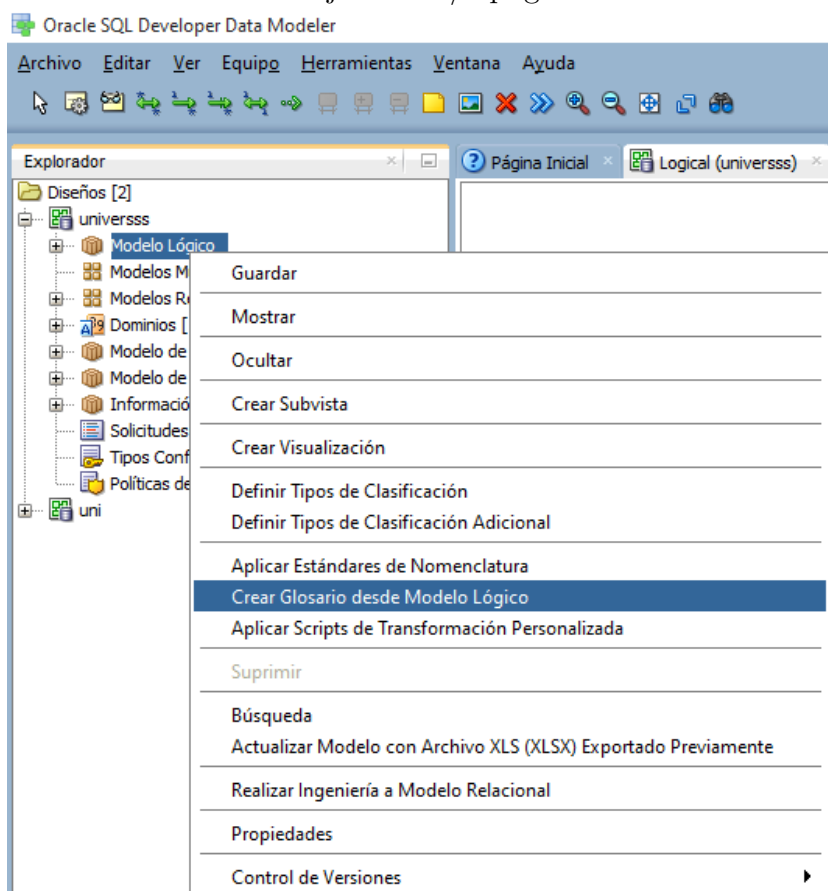 Oracle SQL Developer Data Modeler
Archivo Editar Ver Equipo Herramientas Ventana Ayuda
Explorador
Página Inicial
Logical (universss)
Diseños [2]
universss
Modelo Lógico
Modelos M
Modelos Re
Dominios [
Modelo de
Modelo de
Informació
Solicitudes
Tipos Conf
Políticas de
uni
Guardar
Mostrar
Ocultar
Crear Subvista
Crear Visualización
Definir Tipos de Clasificación
Definir Tipos de Clasificación Adicional
Aplicar Estándares de Nomenclatura
Crear Glosario desde Modelo Lógico
Aplicar Scripts de Transformación Personalizada
Suprimir
Búsqueda
Actualizar Modelo con Archivo XLS (XLSX) Exportado Previamente
Realizar Ingeniería a Modelo Relacional
Propiedades
Control de Versiones